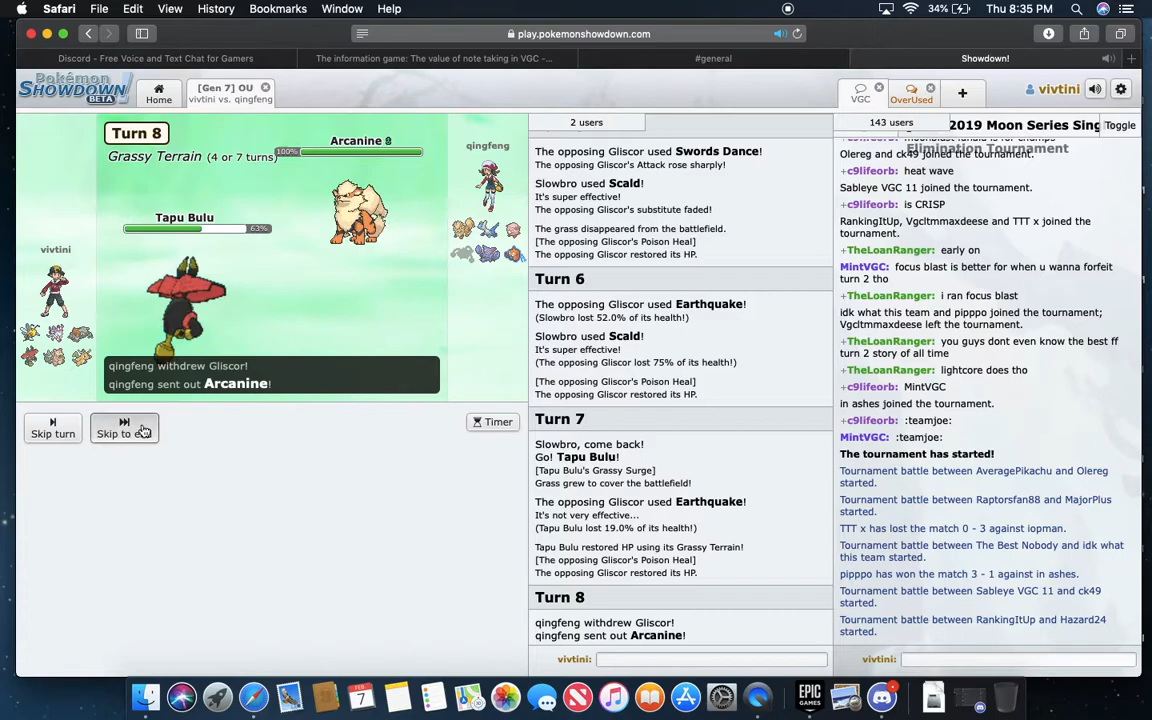 Safari File Edit View History Bookmarks Window Help
34% Thu 8:35 PM
play.pokemonshowdown.com
Discord - Free Voice and Text Chat for Gamers
The information game: The value of note taking in VGC -...
#general
Showdown!
Pokémon
SHOWDOWN
BETA
Home
[Gen 7] OU
vivtini vs. qingfeng
VGC
OverUsed
vivtini
Turn 8
Grassy Terrain (4 or 7 turns)
Arcanine
100%
qingfeng
Tapu Bulu
63%
vivtini
qingfeng withdrew Gliscor!
qingfeng sent out Arcanine!
Skip turn
Skip to
Timer
2 users
The opposing Gliscor used Swords Dance!
The opposing Gliscor's Attack rose sharply!
Slowbro used Scald!
It's super effective!
The opposing Gliscor's substitute faded!
The grass disappeared from the battlefield.
[The opposing Gliscor's Poison Heal]
The opposing Gliscor restored its HP.
Turn 6
The opposing Gliscor used Earthquake!
(Slowbro lost 52.0% of its health!)
Slowbro used Scald!
It's super effective!
(The opposing Gliscor lost 75% of its health!)
[The opposing Gliscor's Poison Heal]
The opposing Gliscor restored its HP.
Turn 7
Slowbro, come back!
Go! Tapu Bulu!
[Tapu Bulu's Grassy Surge]
Grass grew to cover the battlefield!
The opposing Gliscor used Earthquake!
It's not very effective...
(Tapu Bulu lost 19.0% of its health!)
Tapu Bulu restored HP using its Grassy Terrain!
[The opposing Gliscor's Poison Heal]
The opposing Gliscor restored its HP.
Turn 8
qingfeng withdrew Gliscor!
qingfeng sent out Arcanine!
vivtini:
143 users
2019 Moon Series Sing
Toggle
Elimination Tournament
Olereg and ck49 joined the tournament.
+c9lifeorb: heat wave
Sableye VGC 11 joined the tournament.
+c9lifeorb: is CRISP
RankingItUp, Vgcltmmaxdeese and TTT x joined the
tournament.
+TheLoanRanger: early on
MintVGC: focus blast is better for when u wanna forfeit
turn 2 tho
+TheLoanRanger: i ran focus blast
idk what this team and pipppo joined the tournament;
Vgcltmmaxdeese left the tournament.
+TheLoanRanger: you guys dont even know the best ff
turn 2 story of all time
+TheLoanRanger: lightcore does tho
+c9lifeorb: MintVGC
in ashes joined the tournament.
+c9lifeorb: :teamjoe:
MintVGC: :teamjoe:
The tournament has started!
Tournament battle between AveragePikachu and Olereg
started.
Tournament battle between Raptorsfan88 and MajorPlus
started.
TTT x has lost the match 0 - 3 against iopman.
Tournament battle between The Best Nobody and idk what
this team started.
pipppo has won the match 3 - 1 against in ashes.
Tournament battle between Sableye VGC 11 and ck49
started.
Tournament battle between RankingItUp and Hazard24
started.
vivtini:
FEB
7
EPIC
GAMES